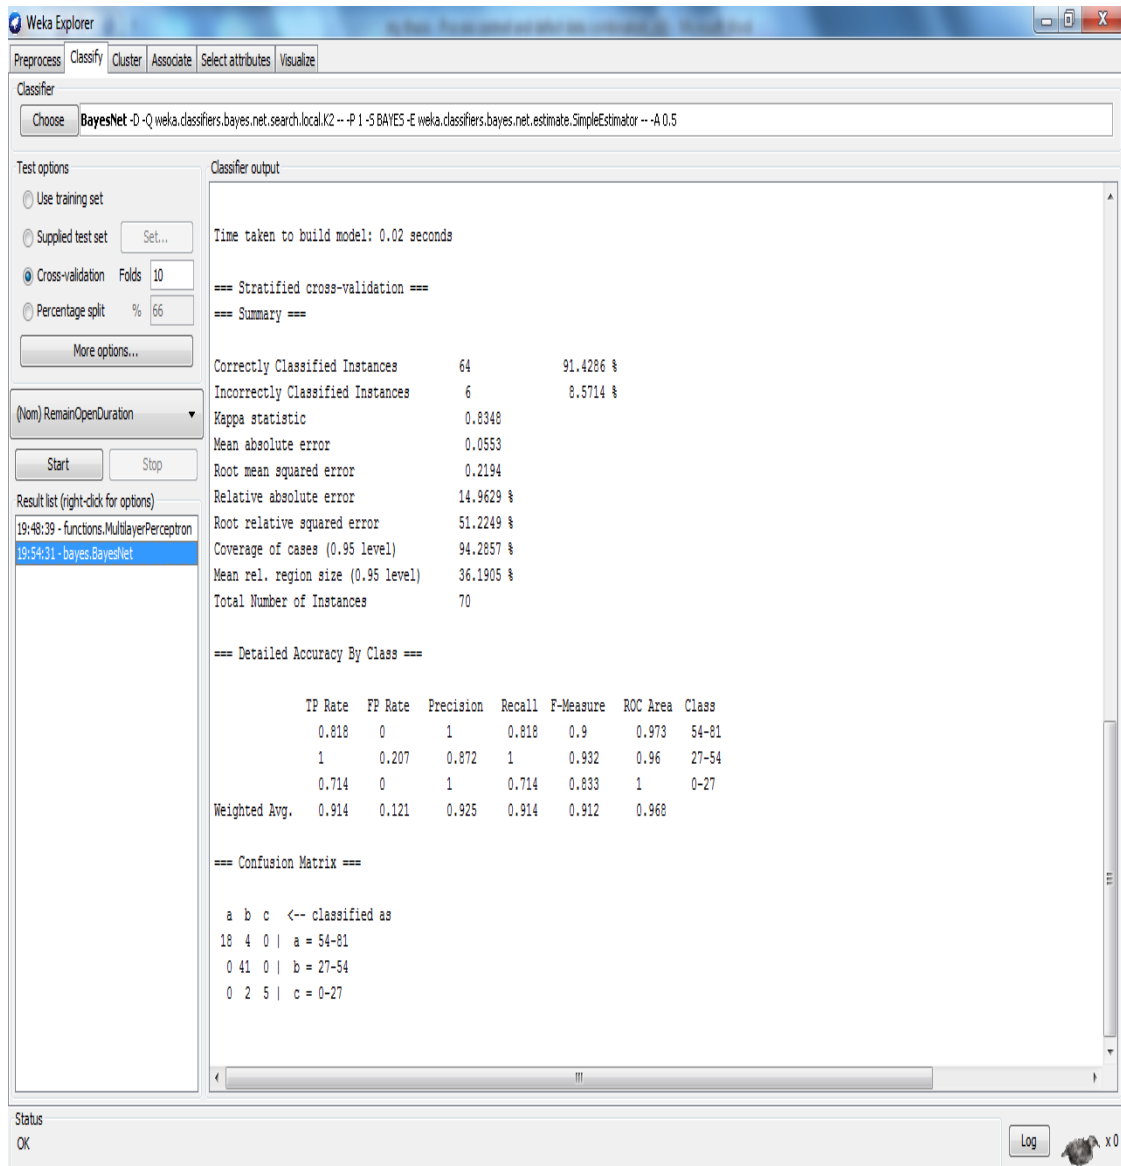 Weka Explorer
Preprocess Classify Cluster Associate Select attributes Visualize
Classifier
Choose BayesNet -D -Q weka.classifiers.bayes.net.search.local.K2 -- -P 1 -S BAYES -E weka.classifiers.bayes.net.estimate.SimpleEstimator -- -A 0.5
Test options
Use training set
Supplied test set Set...
Cross-validation Folds 10
Percentage split % 66
More options...
(Nom) RemainOpenDuration
Start Stop
Result list (right-click for options)
19:48:39 - functions.MultilayerPerceptron
19:54:31 - bayes.BayesNet
Classifier output
Time taken to build model: 0.02 seconds
=== Stratified cross-validation ===
=== Summary ===
Correctly Classified Instances 64 91.4286 %
Incorrectly Classified Instances 6 8.5714 %
Kappa statistic 0.8348
Mean absolute error 0.0553
Root mean squared error 0.2194
Relative absolute error 14.9629 %
Root relative squared error 51.2249 %
Coverage of cases (0.95 level) 94.2857 %
Mean rel. region size (0.95 level) 36.1905 %
Total Number of Instances 70
=== Detailed Accuracy By Class ===
TP Rate FP Rate Precision Recall F-Measure ROC Area Class
0.818 0 1 0.818 0.9 0.973 54-81
1 0.207 0.872 1 0.932 0.96 27-54
0.714 0 1 0.714 0.833 1 0-27
Weighted Avg. 0.914 0.121 0.925 0.914 0.912 0.968
=== Confusion Matrix ===
a b c <-- classified as
18 4 0 | a = 54-81
0 41 0 | b = 27-54
0 2 5 | c = 0-27
Status
OK
Log x 0